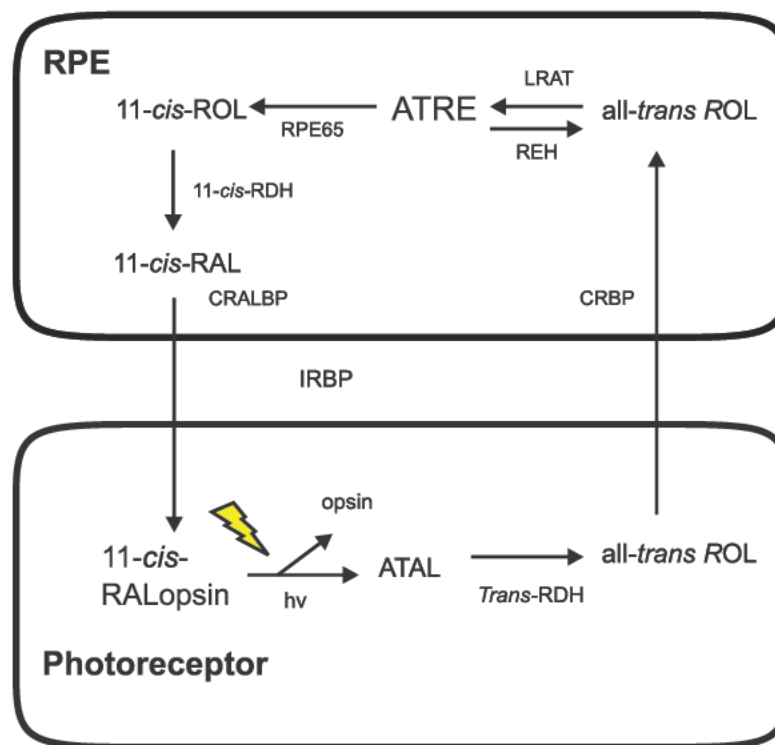 RPE
LRAT
11-cis-ROL
ATRE
all-trans ROL
RPE65
REH
11-cis-RDH
11-cis-RAL
CRALBP
CRBP
IRBP
opsin
11-cis-
RALopsin
ATAL
all-trans ROL
hv
Trans-RDH
Photoreceptor